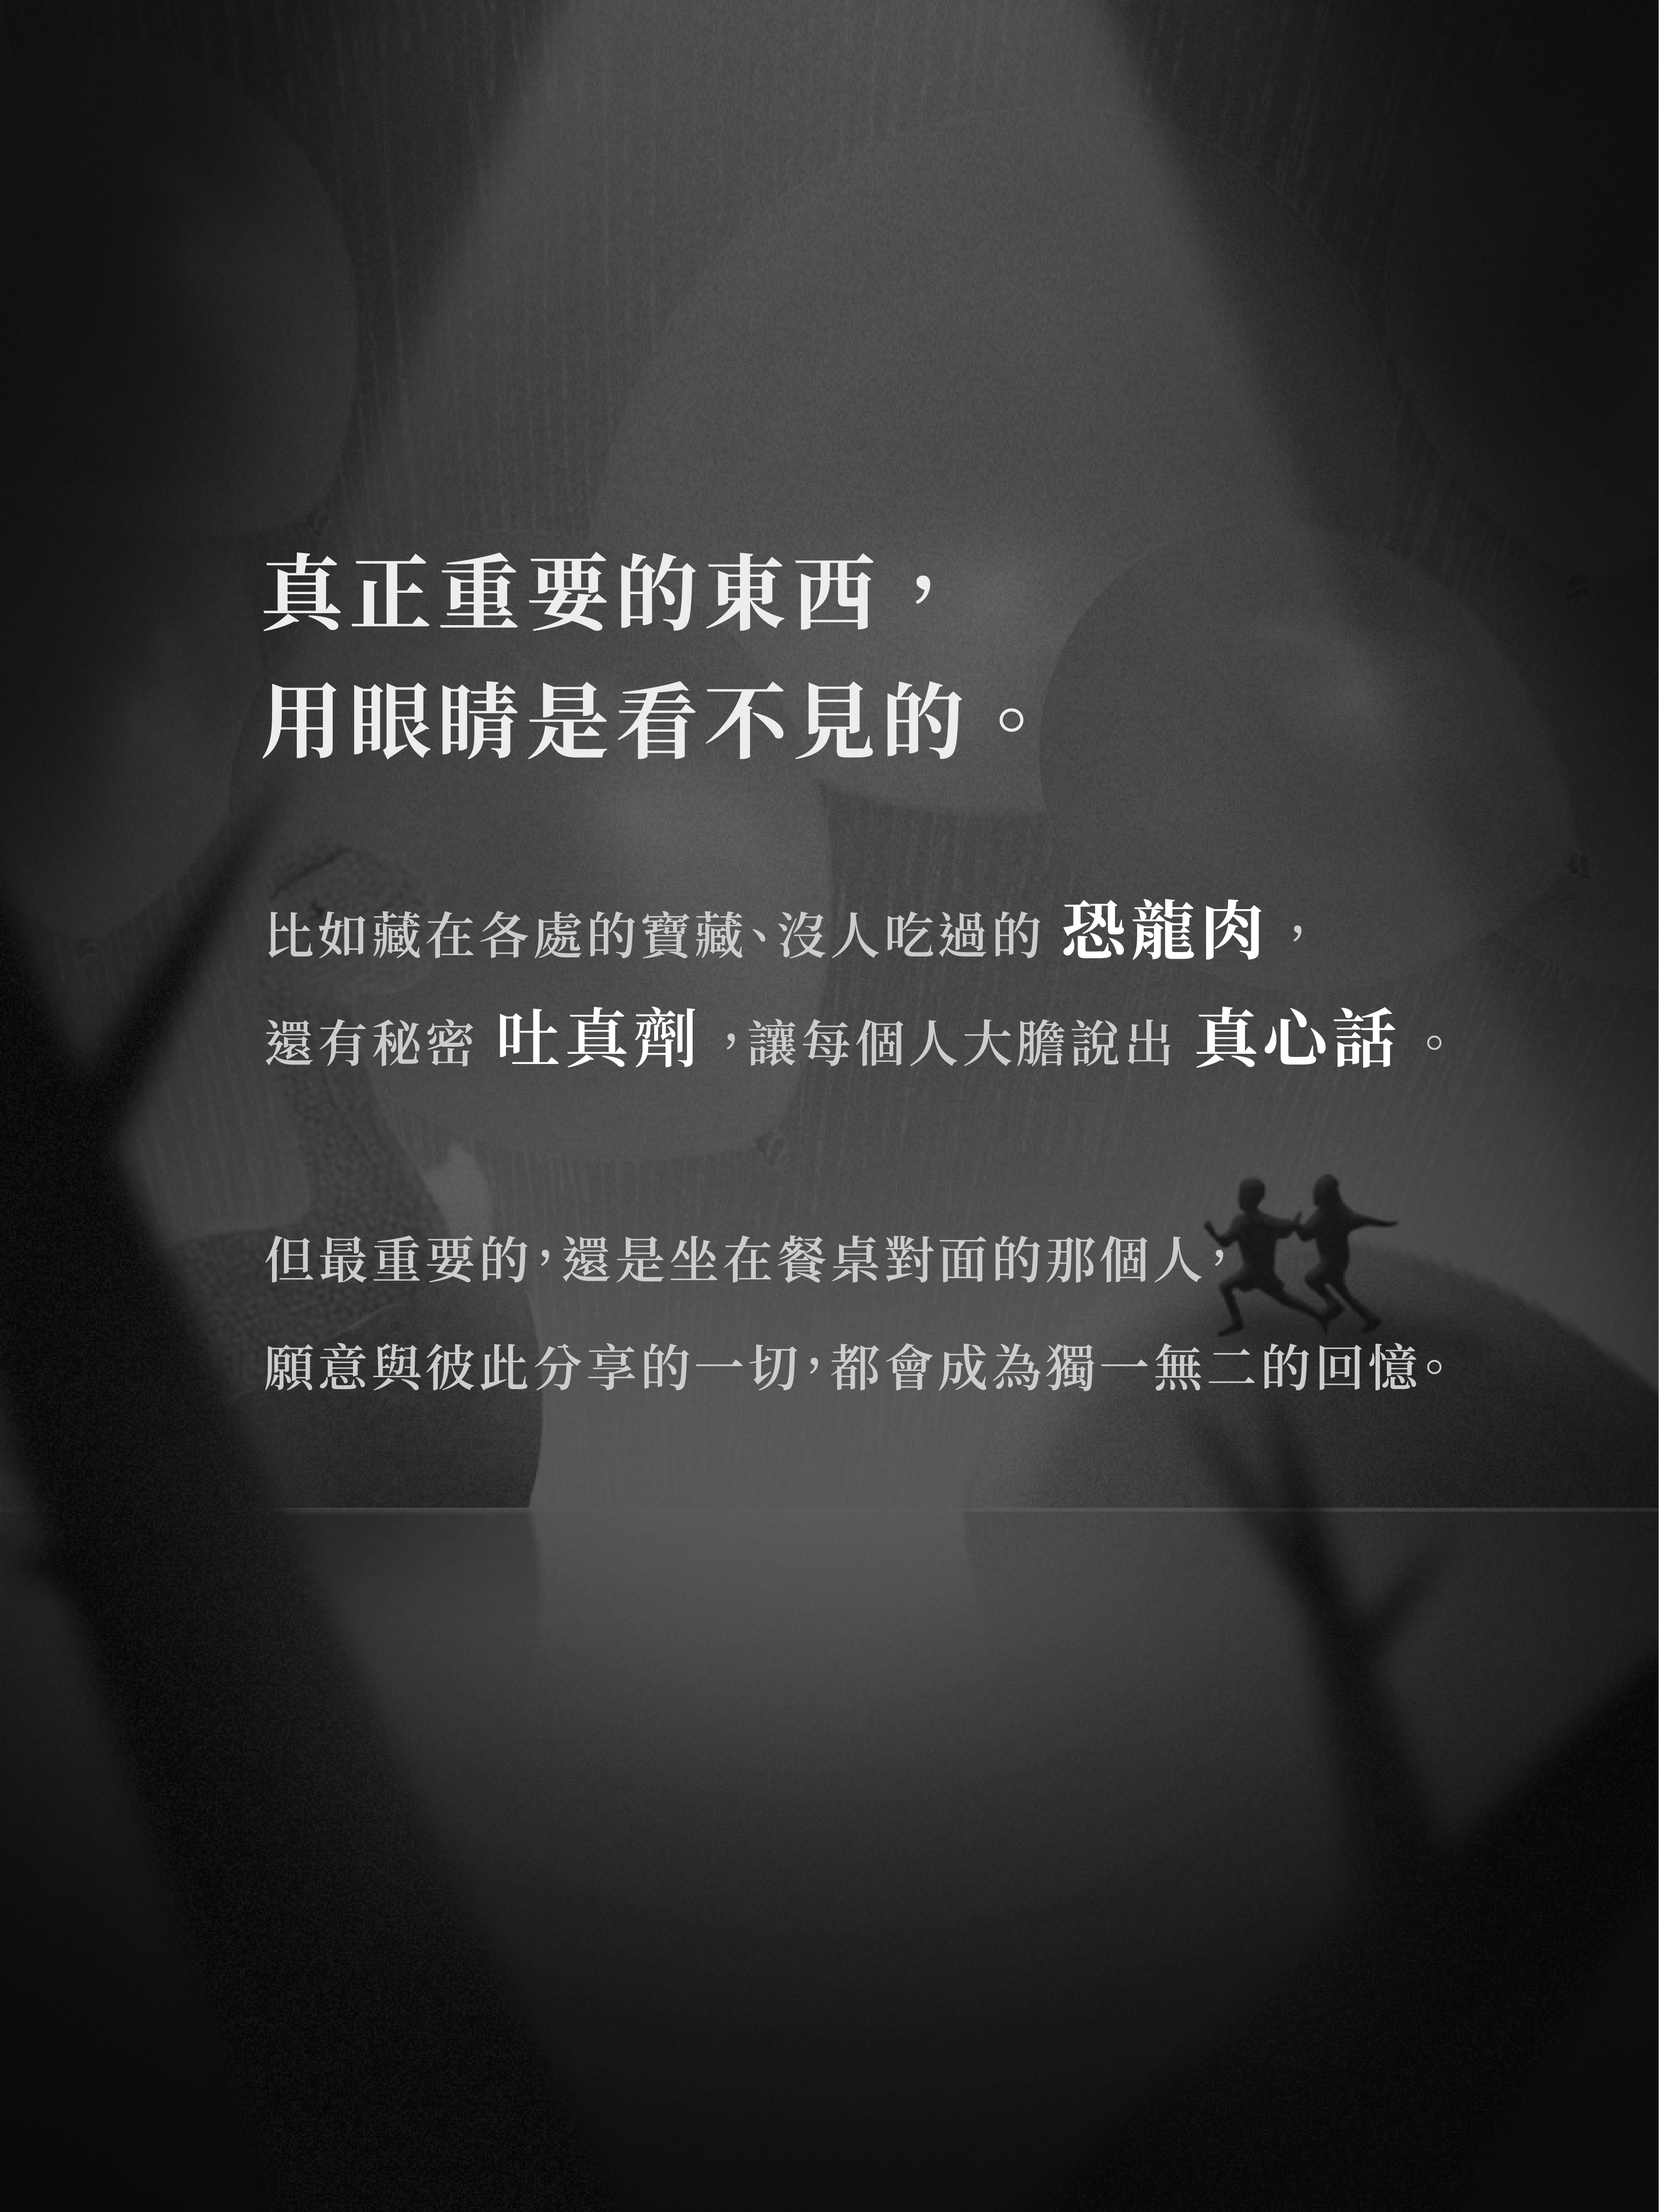 真正重要的東西，
用眼睛是看不見的。
比如藏在各處的寶藏、沒人吃過的 恐龍肉，
還有秘密 吐真劑，讓每個人大膽說出 真心話。
但最重要的，還是坐在餐桌對面的那個人，
願意與彼此分享的一切，都會成為獨一無二的回憶。